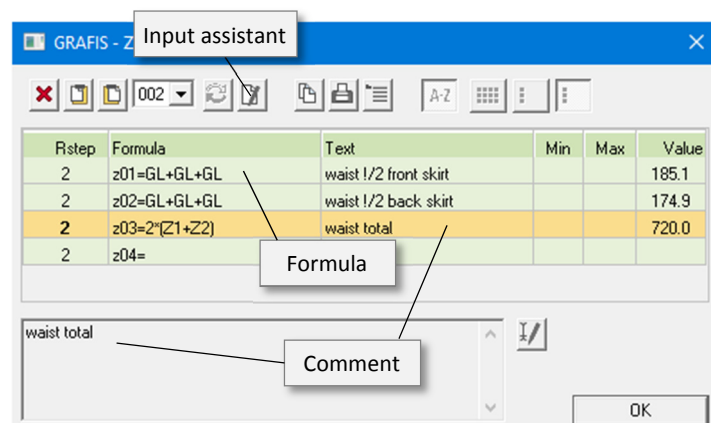 Input assistant
GRAFIS - Z
002
A-Z
Rstep Formula Text Min Max Value
2 z01=GL+GL+GL waist !/2 front skirt 185.1
2 z02=GL+GL+GL waist !/2 back skirt 174.9
2 z03=2*(Z1+Z2) waist total 720.0
2 z04=
Formula
waist total
Comment
OK